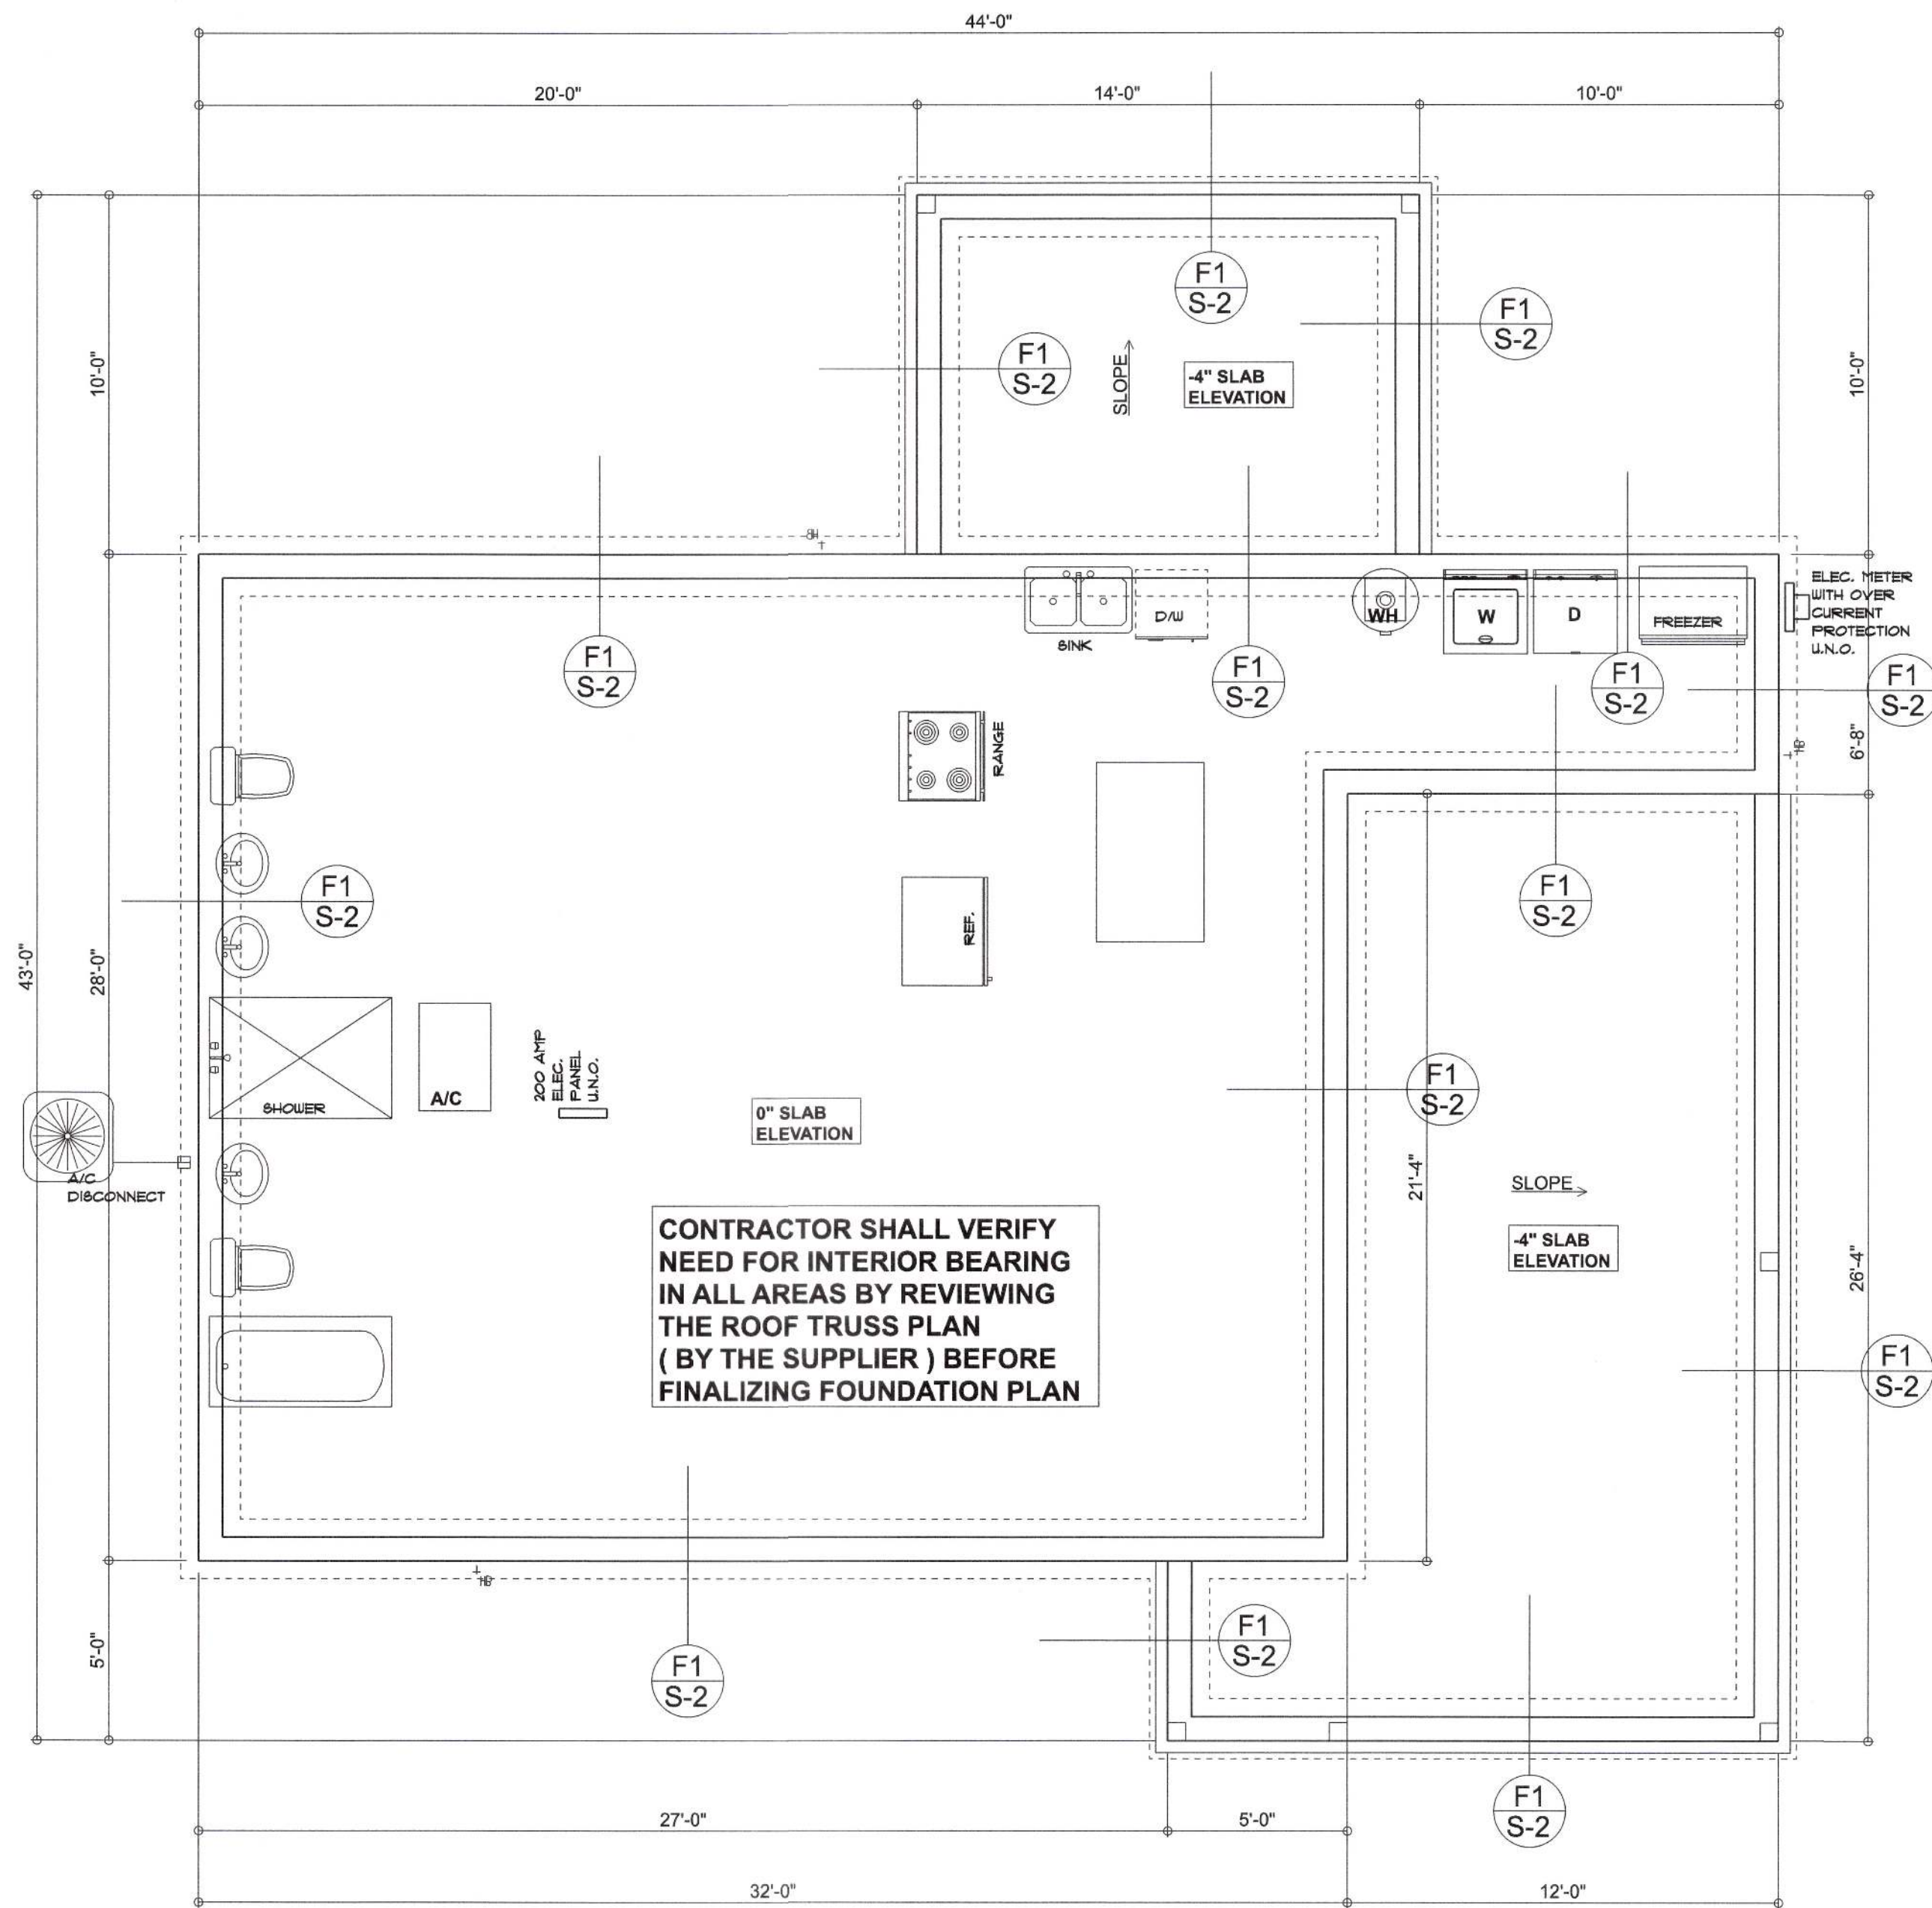 44'-0"
20'-0"
14'-0"
10'-0"
F1
S-2
F1
S-2
F1
S-2
10'-0"
SLOPE
-4" SLAB
ELEVATION
10'-0"
HB
SINK
D/W
WH
W
D
FREEZER
ELEC. METER
WITH OVER
CURRENT
PROTECTION
U.N.O.
F1
S-2
F1
S-2
F1
S-2
F1
S-2
HB
6'-8"
RANGE
F1
S-2
F1
S-2
REF.
43'-0"
28'-0"
200 AMP
ELEC.
PANEL
U.N.O.
A/C
SHOWER
0" SLAB
ELEVATION
F1
S-2
21'-4"
A/C
DISCONNECT
SLOPE
-4" SLAB
ELEVATION
26'-4"
CONTRACTOR SHALL VERIFY
NEED FOR INTERIOR BEARING
IN ALL AREAS BY REVIEWING
THE ROOF TRUSS PLAN
( BY THE SUPPLIER ) BEFORE
FINALIZING FOUNDATION PLAN
F1
S-2
HB
5'-0"
F1
S-2
F1
S-2
F1
S-2
27'-0"
5'-0"
32'-0"
12'-0"